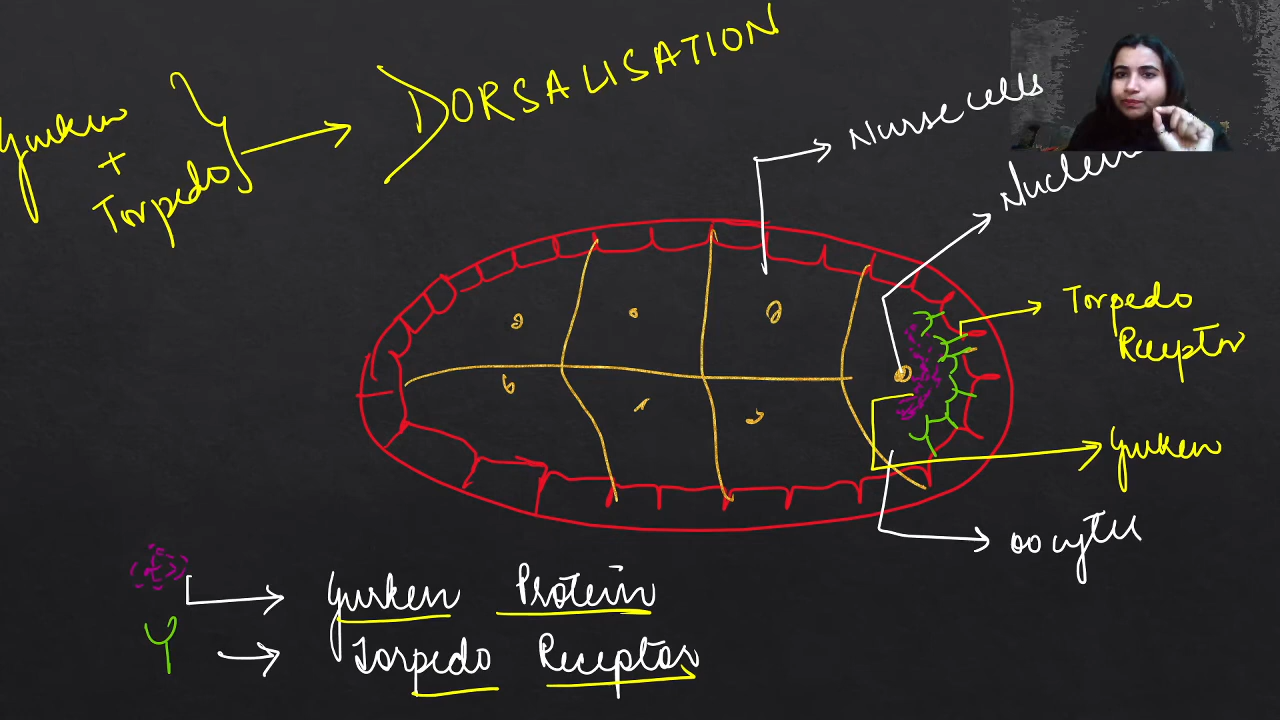 Gurken
+
Torpedo
DORSALISATION
Nurse cells
Torpedo
Receptor
Gurken
oocyte
Gurken Protein
Torpedo Receptor